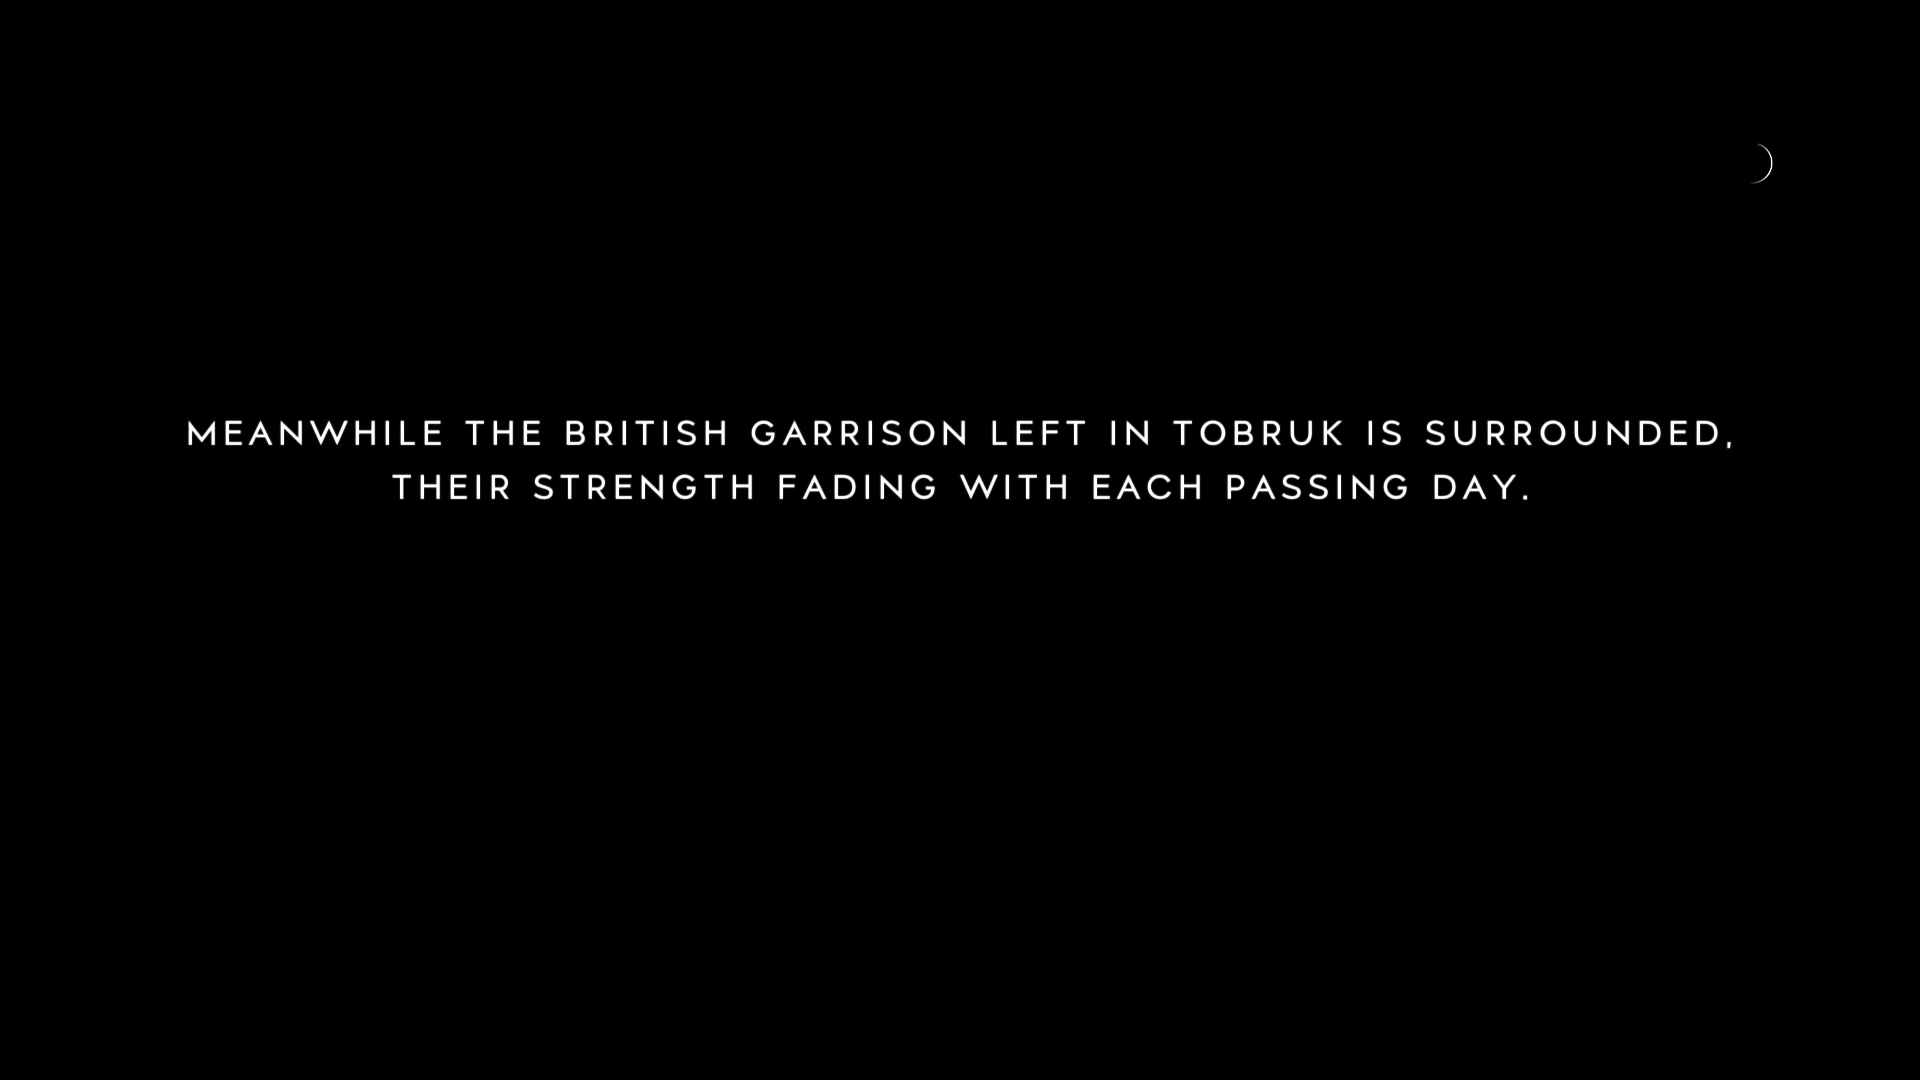 MEANWHILE THE BRITISH GARRISON LEFT IN TOBRUK IS SURROUNDED,
THEIR STRENGTH FADING WITH EACH PASSING DAY.